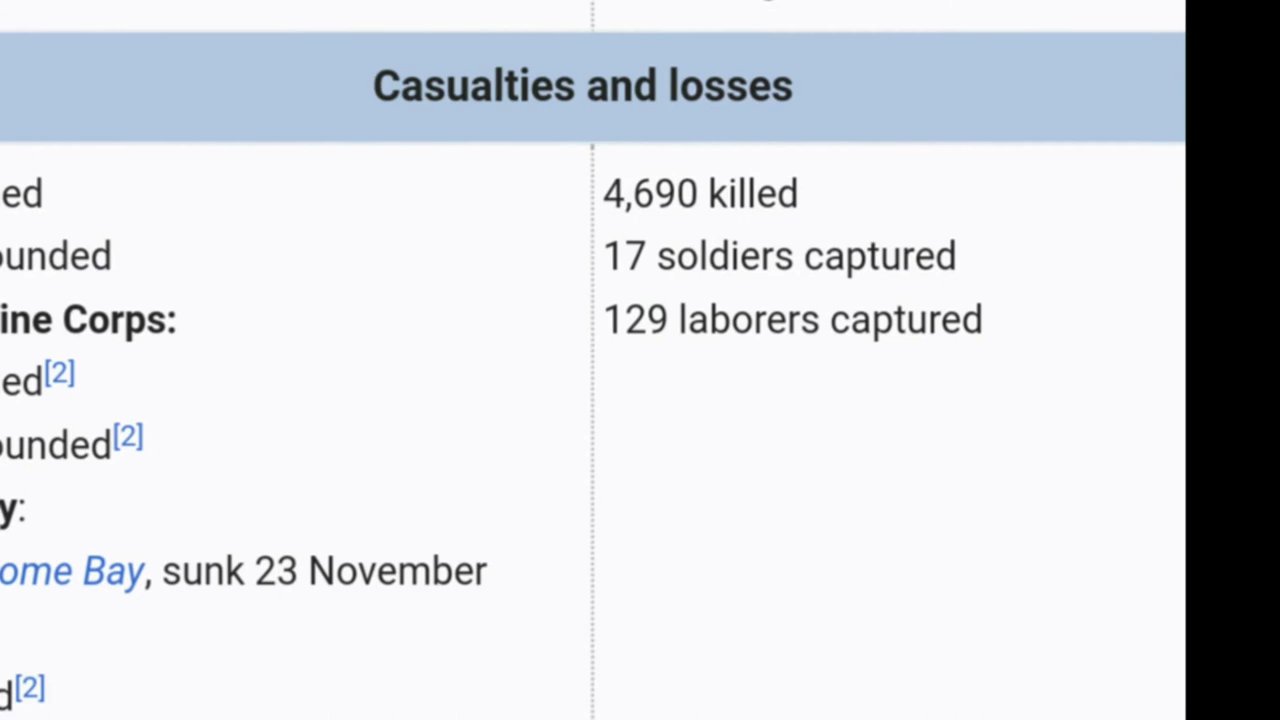 Casualties and losses
ed
ounded
ine Corps:
ed[2]
ounded[2]
y:
ome Bay, sunk 23 November
d[2]
4,690 killed
17 soldiers captured
129 laborers captured